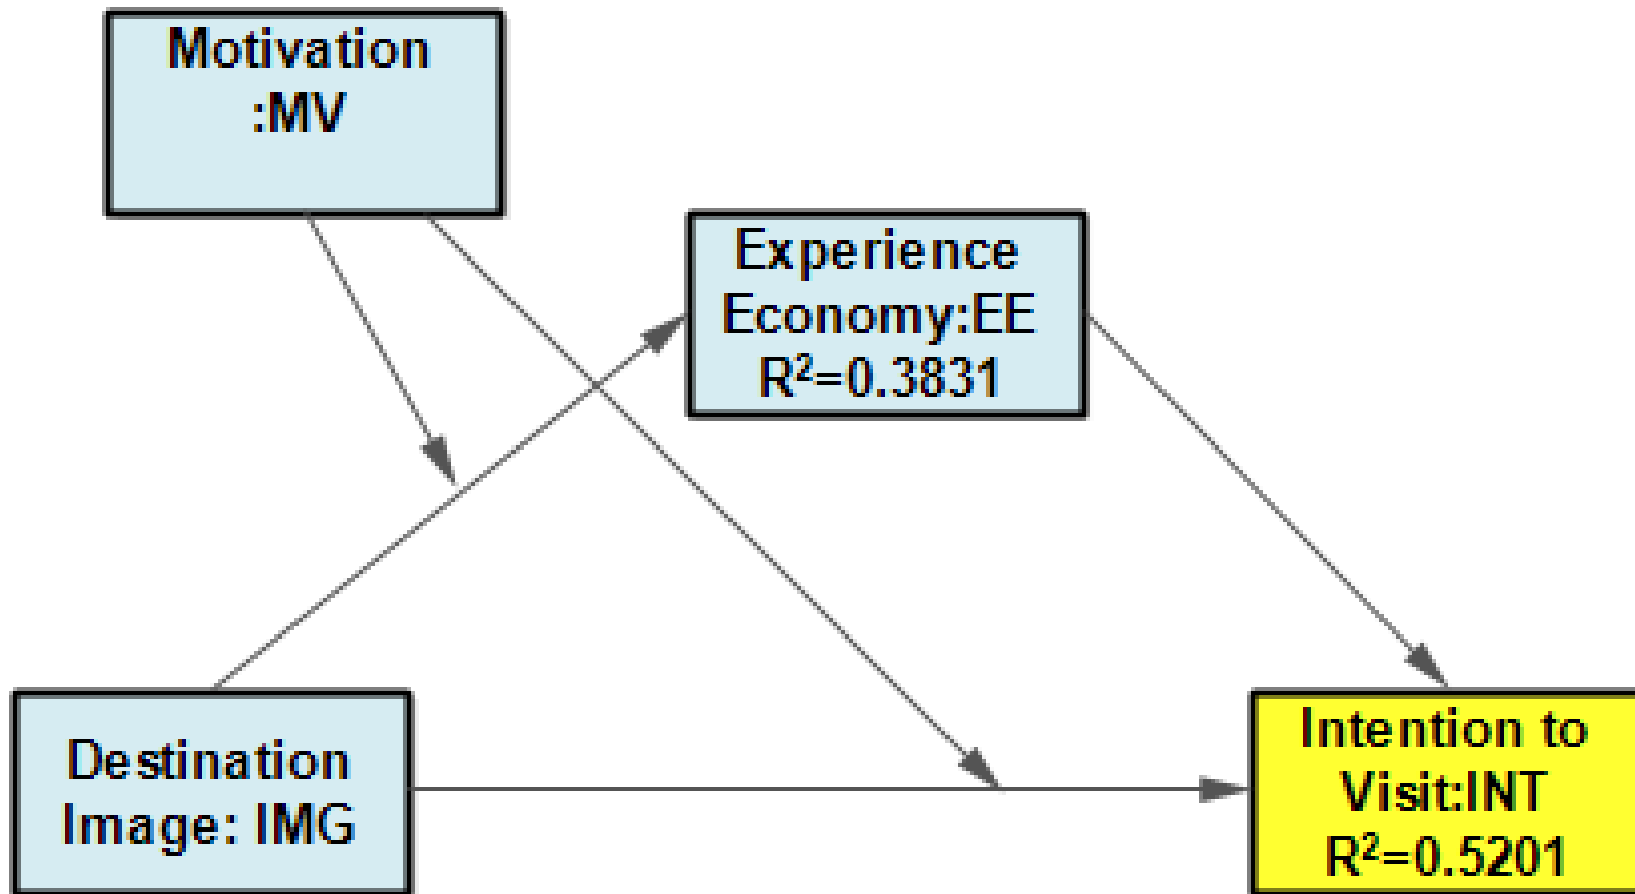 Motivation
:MV
Experience
Economy:EE
R²=0.3831
Destination
Image: IMG
Intention to
Visit:INT
R²=0.5201